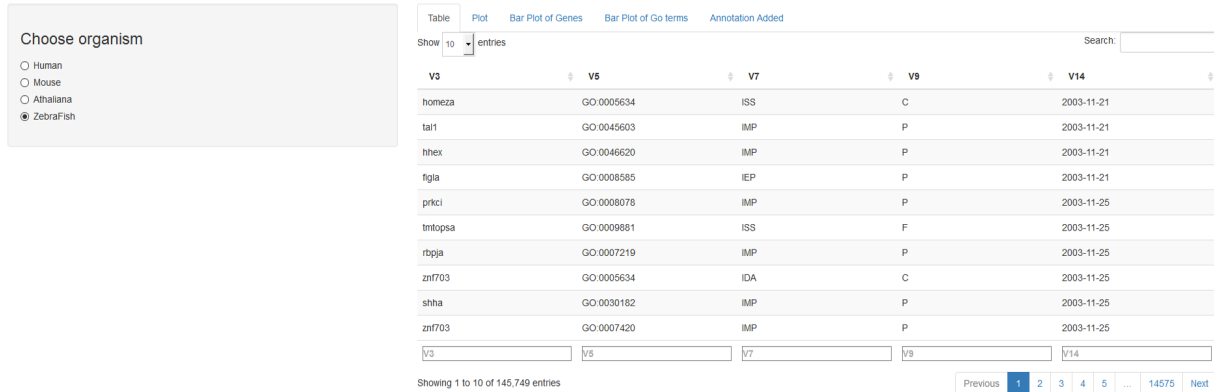 Choose organism
Human
Mouse
Athaliana
ZebraFish
Table Plot Bar Plot of Genes Bar Plot of Go terms Annotation Added
Show 10 entries Search:
V3 V5 V7 V9 V14
homeza GO:0005634 ISS C 2003-11-21
tal1 GO:0045603 IMP P 2003-11-21
hhex GO:0046620 IMP P 2003-11-21
figla GO:0008585 IEP P 2003-11-21
prkci GO:0008078 IMP P 2003-11-25
tmtopsa GO:0009881 ISS F 2003-11-25
rbpja GO:0007219 IMP P 2003-11-25
znf703 GO:0005634 IDA C 2003-11-25
shha GO:0030182 IMP P 2003-11-25
znf703 GO:0007420 IMP P 2003-11-25
V3 V5 V7 V9 V14
Showing 1 to 10 of 145,749 entries Previous 1 2 3 4 5 ... 14575 Next